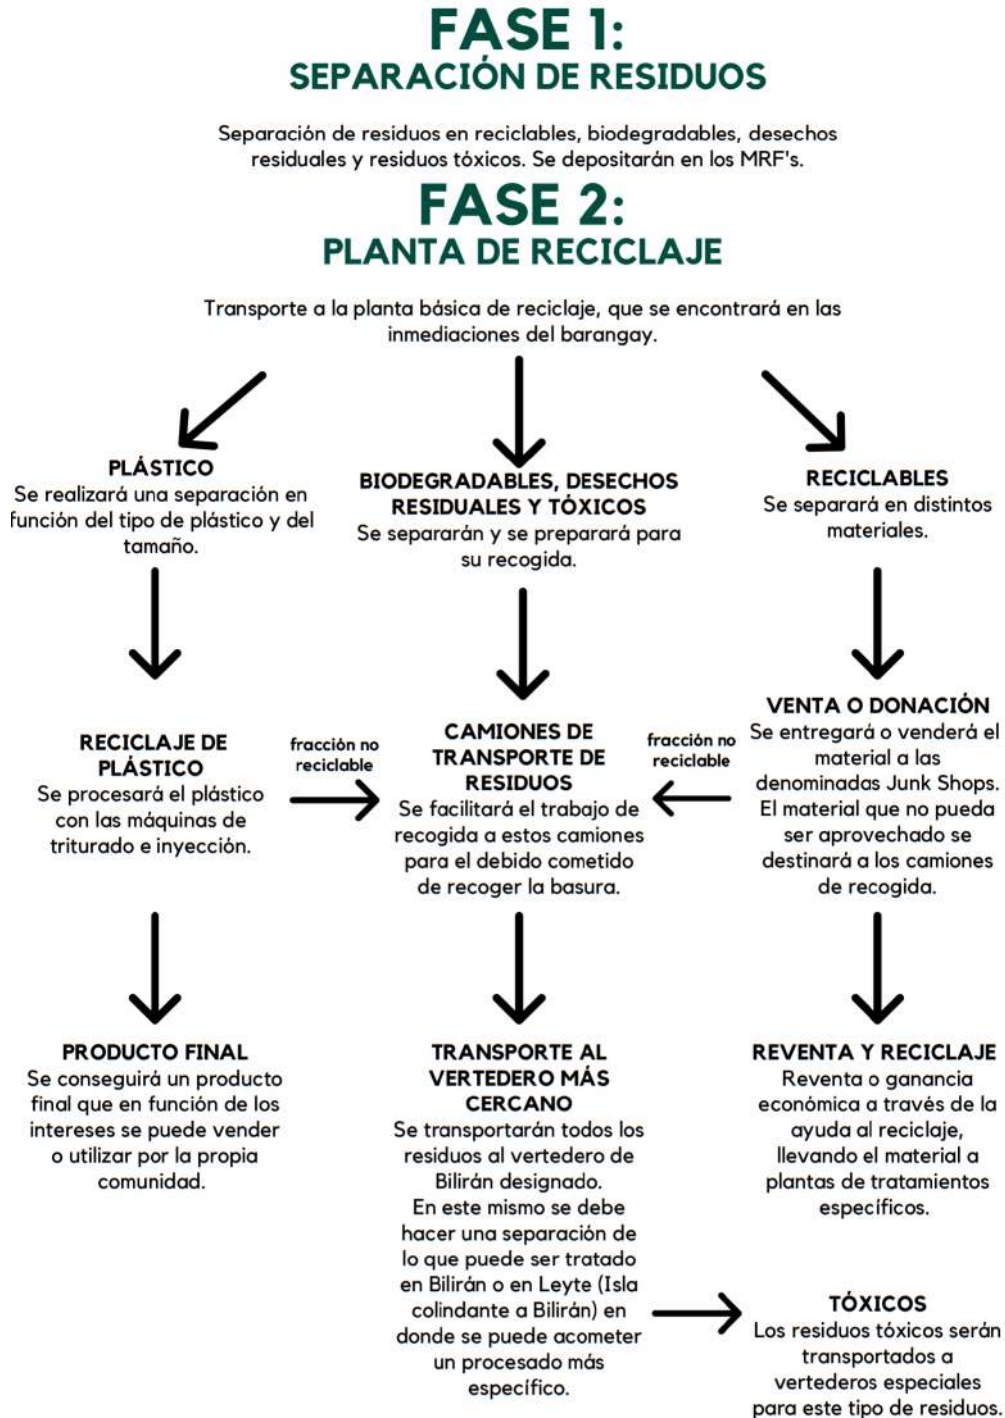 FASE 1:
SEPARACIÓN DE RESIDUOS
Separación de residuos en reciclables, biodegradables, desechos
residuales y residuos tóxicos. Se depositarán en los MRF's.
FASE 2:
PLANTA DE RECICLAJE
Transporte a la planta básica de reciclaje, que se encontrará en las
inmediaciones del barangay.
PLÁSTICO
Se realizará una separación en
función del tipo de plástico y del
tamaño.
BIODEGRADABLES, DESECHOS
RESIDUALES Y TÓXICOS
Se separarán y se preparará para
su recogida.
RECICLABLES
Se separará en distintos
materiales.
RECICLAJE DE
PLÁSTICO
Se procesará el plástico
con las máquinas de
triturado e inyección.
fracción no
reciclable
CAMIONES DE
TRANSPORTE DE
RESIDUOS
Se facilitará el trabajo de
recogida a estos camiones
para el debido cometido
de recoger la basura.
fracción no
reciclable
VENTA O DONACIÓN
Se entregará o venderá el
material a las
denominadas Junk Shops.
El material que no pueda
ser aprovechado se
destinará a los camiones
de recogida.
PRODUCTO FINAL
Se conseguirá un producto
final que en función de los
intereses se puede vender
o utilizar por la propia
comunidad.
TRANSPORTE AL
VERTEDERO MÁS
CERCANO
Se transportarán todos los
residuos al vertedero de
Bilirán designado.
En este mismo se debe
hacer una separación de
lo que puede ser tratado
en Bilirán o en Leyte (Isla
colindante a Bilirán) en
donde se puede acometer
un procesado más
específico.
REVENTA Y RECICLAJE
Reventa o ganancia
económica a través de la
ayuda al reciclaje,
llevando el material a
plantas de tratamientos
específicos.
TÓXICOS
Los residuos tóxicos serán
transportados a
vertederos especiales
para este tipo de residuos.